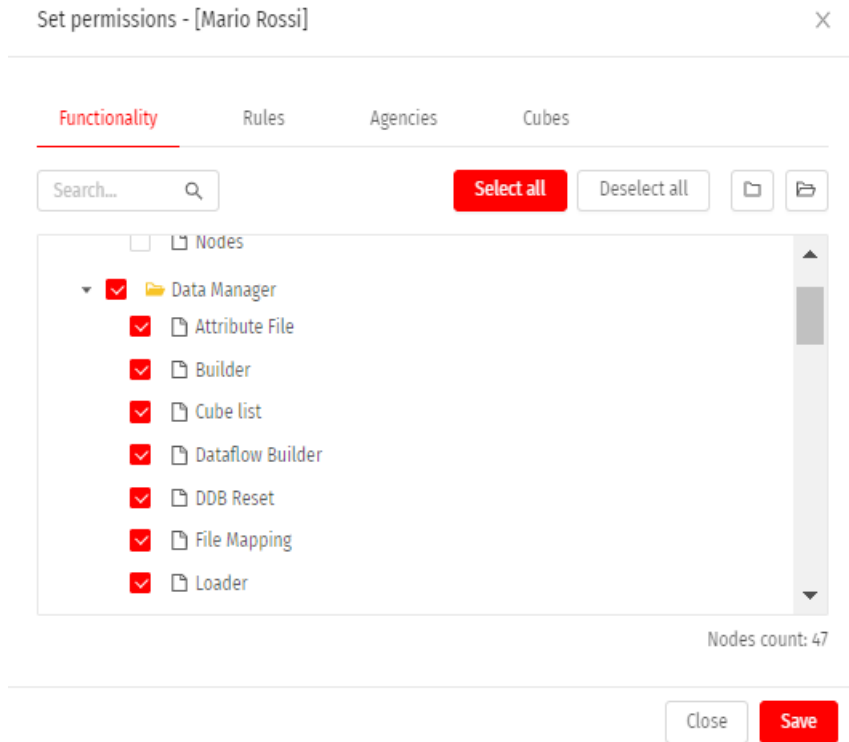 Set permissions - [Mario Rossi]
Functionality Rules Agencies Cubes
Search... Select all Deselect all
Nodes
Data Manager
Attribute File
Builder
Cube list
Dataflow Builder
DDB Reset
File Mapping
Loader
Nodes count: 47
Close Save